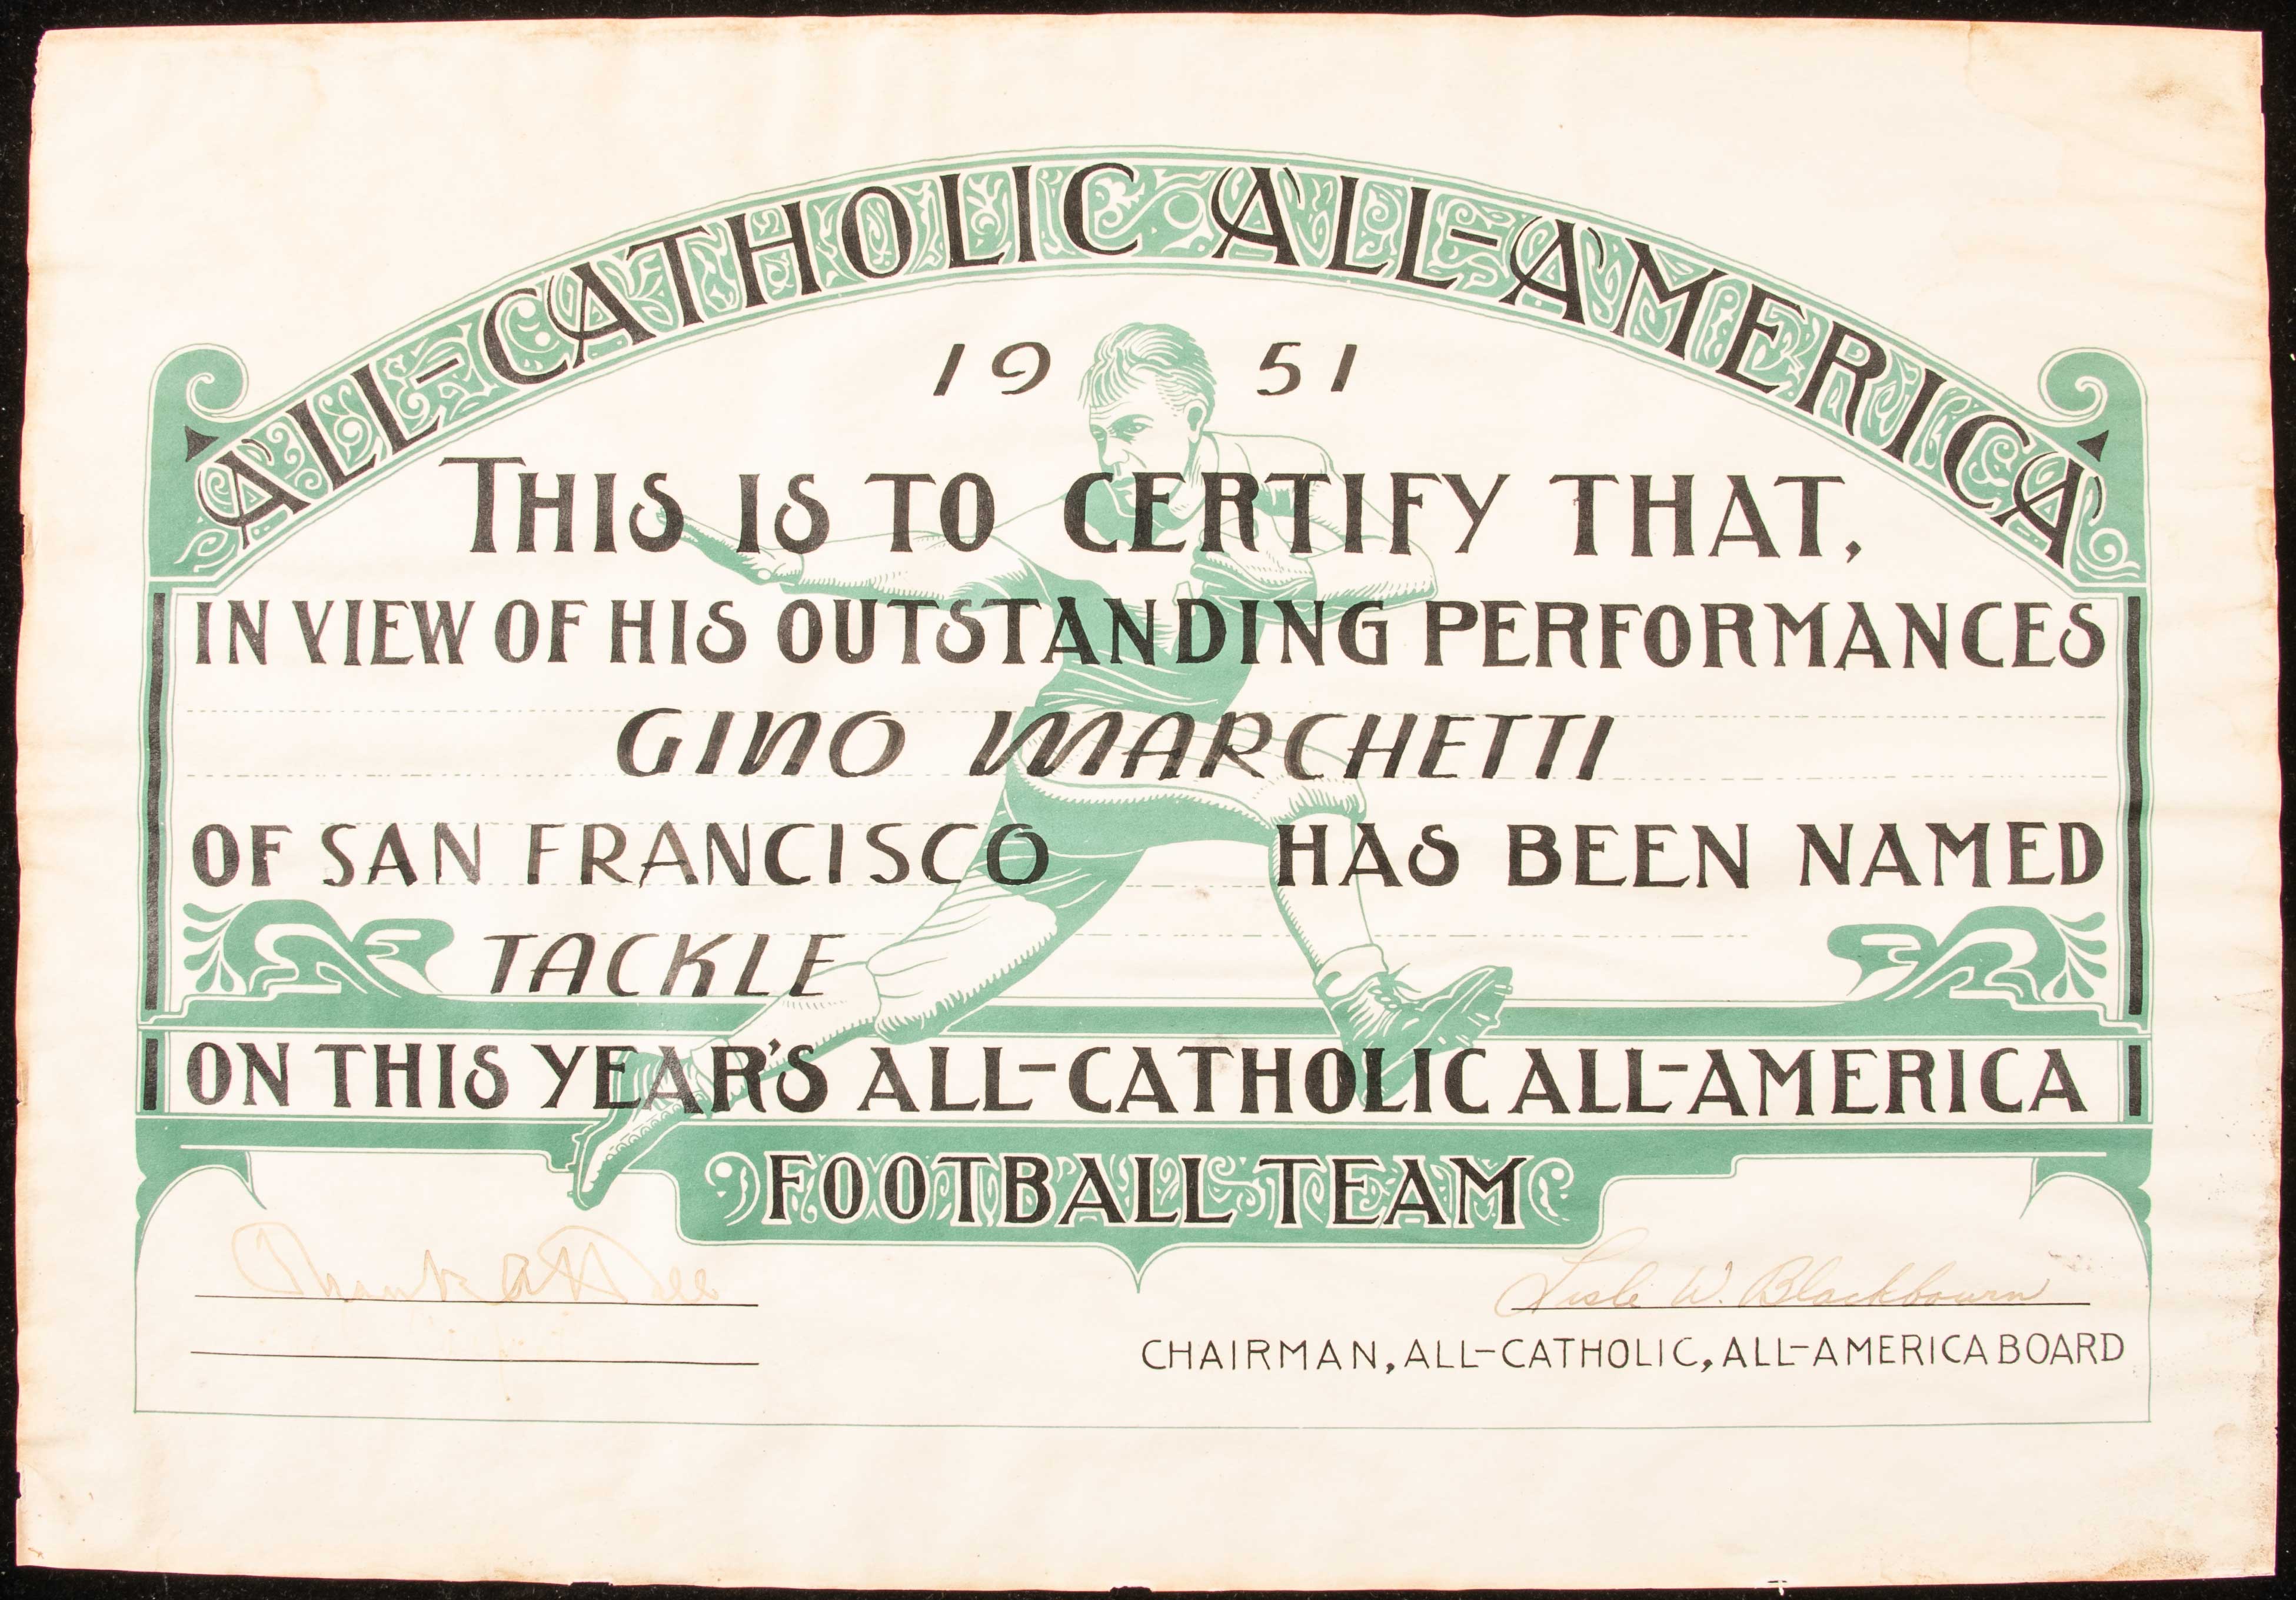 ALL-CATHOLIC ALL-AMERICA
1951
THIS IS TO CERTIFY THAT,
IN VIEW OF HIS OUTSTANDING PERFORMANCES
GINO MARCHETTI
OF SAN FRANCISCO HAS BEEN NAMED
TACKLE
ON THIS YEAR'S ALL-CATHOLIC ALL-AMERICA
FOOTBALL TEAM
W. Blackbourn
CHAIRMAN, ALL-CATHOLIC, ALL-AMERICA BOARD